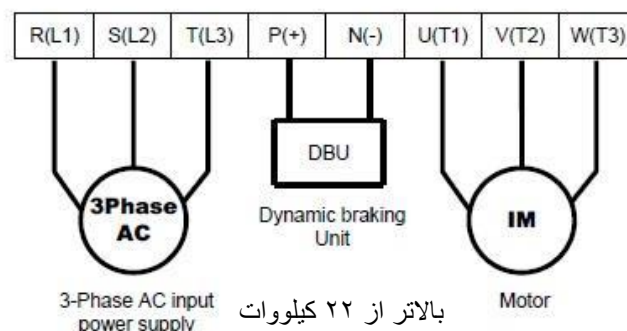 R(L1) S(L2) T(L3) P(+) N(-) U(T1) V(T2) W(T3)
3Phase
AC
DBU
IM
Dynamic braking
Unit
3-Phase AC input
power supply
بالاتر از ۲۲ کیلووات
Motor